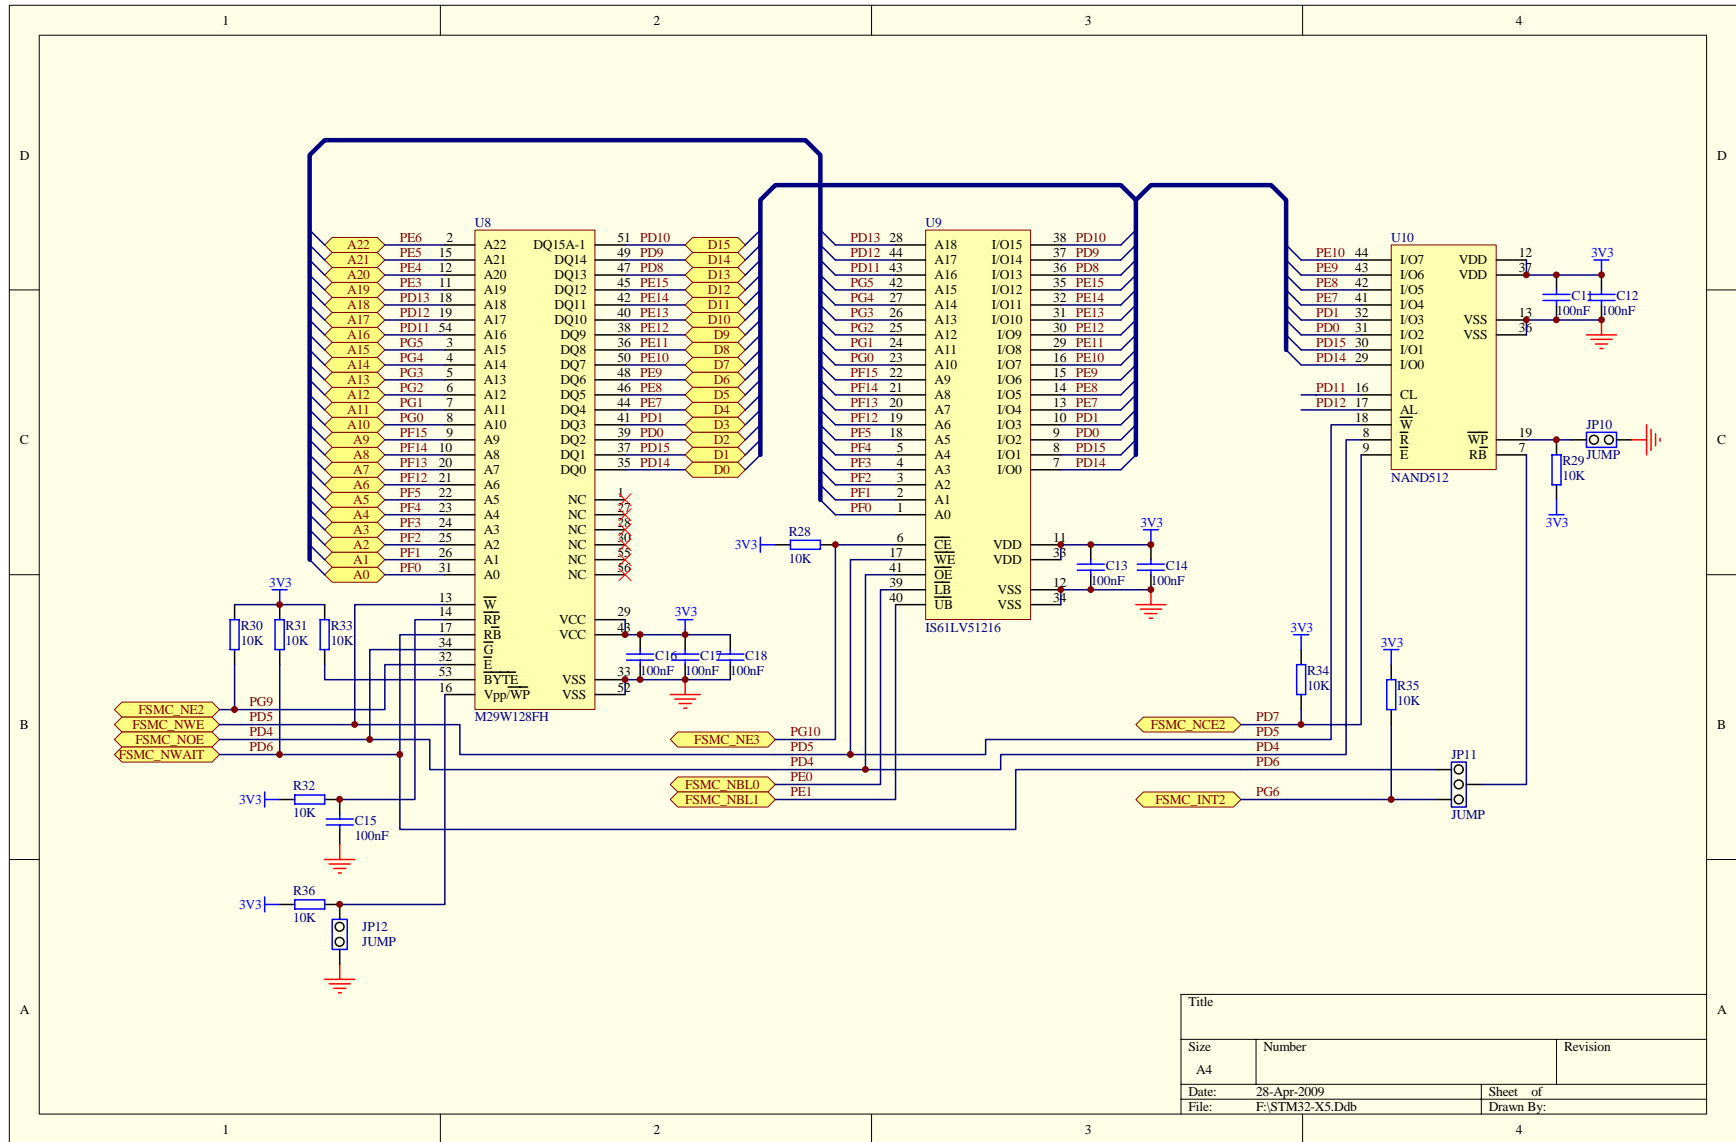 1 2 3 4
D D
C C
B B
A A
U8
A22 PE6 2 A22 DQ15A-1 51 PD10 D15
A21 PE5 15 A21 DQ14 49 PD9 D14
A20 PE4 12 A20 DQ13 47 PD8 D13
A19 PE3 11 A19 DQ12 45 PE15 D12
A18 PD13 18 A18 DQ11 42 PE14 D11
A17 PD12 19 A17 DQ10 40 PE13 D10
A16 PD11 54 A16 DQ9 38 PE12 D9
A15 PG5 3 A15 DQ8 36 PE11 D8
A14 PG4 4 A14 DQ7 50 PE10 D7
A13 PG3 5 A13 DQ6 48 PE9 D6
A12 PG2 6 A12 DQ5 46 PE8 D5
A11 PG1 7 A11 DQ4 44 PE7 D4
A10 PG0 8 A10 DQ3 41 PD1 D3
A9 PF15 9 A9 DQ2 39 PD0 D2
A8 PF14 10 A8 DQ1 37 PD15 D1
A7 PF13 20 A7 DQ0 35 PD14 D0
A6 PF12 21 A6
A5 PF5 22 A5 NC 1
A4 PF4 23 A4 NC 27
A3 PF3 24 A3 NC 28
A2 PF2 25 A2 NC 30
A1 PF1 26 A1 NC 55
A0 PF0 31 A0 NC 56
13 W
14 RP VCC 29
17 RB VCC 43
34 G
32 E
53 BYTE VSS 33
16 Vpp/WP VSS 52
M29W128FH
3V3
C16 C17 C18
100nF 100nF 100nF
3V3
R30 R31 R33
10K 10K 10K
FSMC_NE2 PG9
FSMC_NWE PD5
FSMC_NOE PD4
FSMC_NWAIT PD6
3V3 R32
10K
C15
100nF
3V3 R36
10K
JP12
JUMP
U9
PD13 28 A18 I/O15 38 PD10
PD12 44 A17 I/O14 37 PD9
PD11 43 A16 I/O13 36 PD8
PG5 42 A15 I/O12 35 PE15
PG4 27 A14 I/O11 32 PE14
PG3 26 A13 I/O10 31 PE13
PG2 25 A12 I/O9 30 PE12
PG1 24 A11 I/O8 29 PE11
PG0 23 A10 I/O7 16 PE10
PF15 22 A9 I/O6 15 PE9
PF14 21 A8 I/O5 14 PE8
PF13 20 A7 I/O4 13 PE7
PF12 19 A6 I/O3 10 PD1
PF5 18 A5 I/O2 9 PD0
PF4 5 A4 I/O1 8 PD15
PF3 4 A3 I/O0 7 PD14
PF2 3 A2
PF1 2 A1
PF0 1 A0
3V3 R28
10K
6 CE VDD 11
17 WE VDD 33
41 OE
39 LB VSS 12
40 UB VSS 34
IS61LV51216
3V3
C13 C14
100nF 100nF
FSMC_NE3 PG10
PD5
PD4
FSMC_NBL0 PE0
FSMC_NBL1 PE1
U10
PE10 44 I/O7 VDD 12
PE9 43 I/O6 VDD 37
PE8 42 I/O5
PE7 41 I/O4
PD1 32 I/O3 VSS 13
PD0 31 I/O2 VSS 36
PD15 30 I/O1
PD14 29 I/O0
PD11 16 CL
PD12 17 AL
18 W
8 R WP 19
9 E RB 7
NAND512
3V3
C11 C12
100nF 100nF
JP10
JUMP
R29
10K
3V3
3V3
R34
10K
3V3
R35
10K
FSMC_NCE2 PD7
PD5
PD4
PD6
FSMC_INT2 PG6
JP11
JUMP
Title
Size Number Revision
A4
Date: 28-Apr-2009 Sheet of
File: F:\STM32-X5.Ddb Drawn By:
1 2 3 4